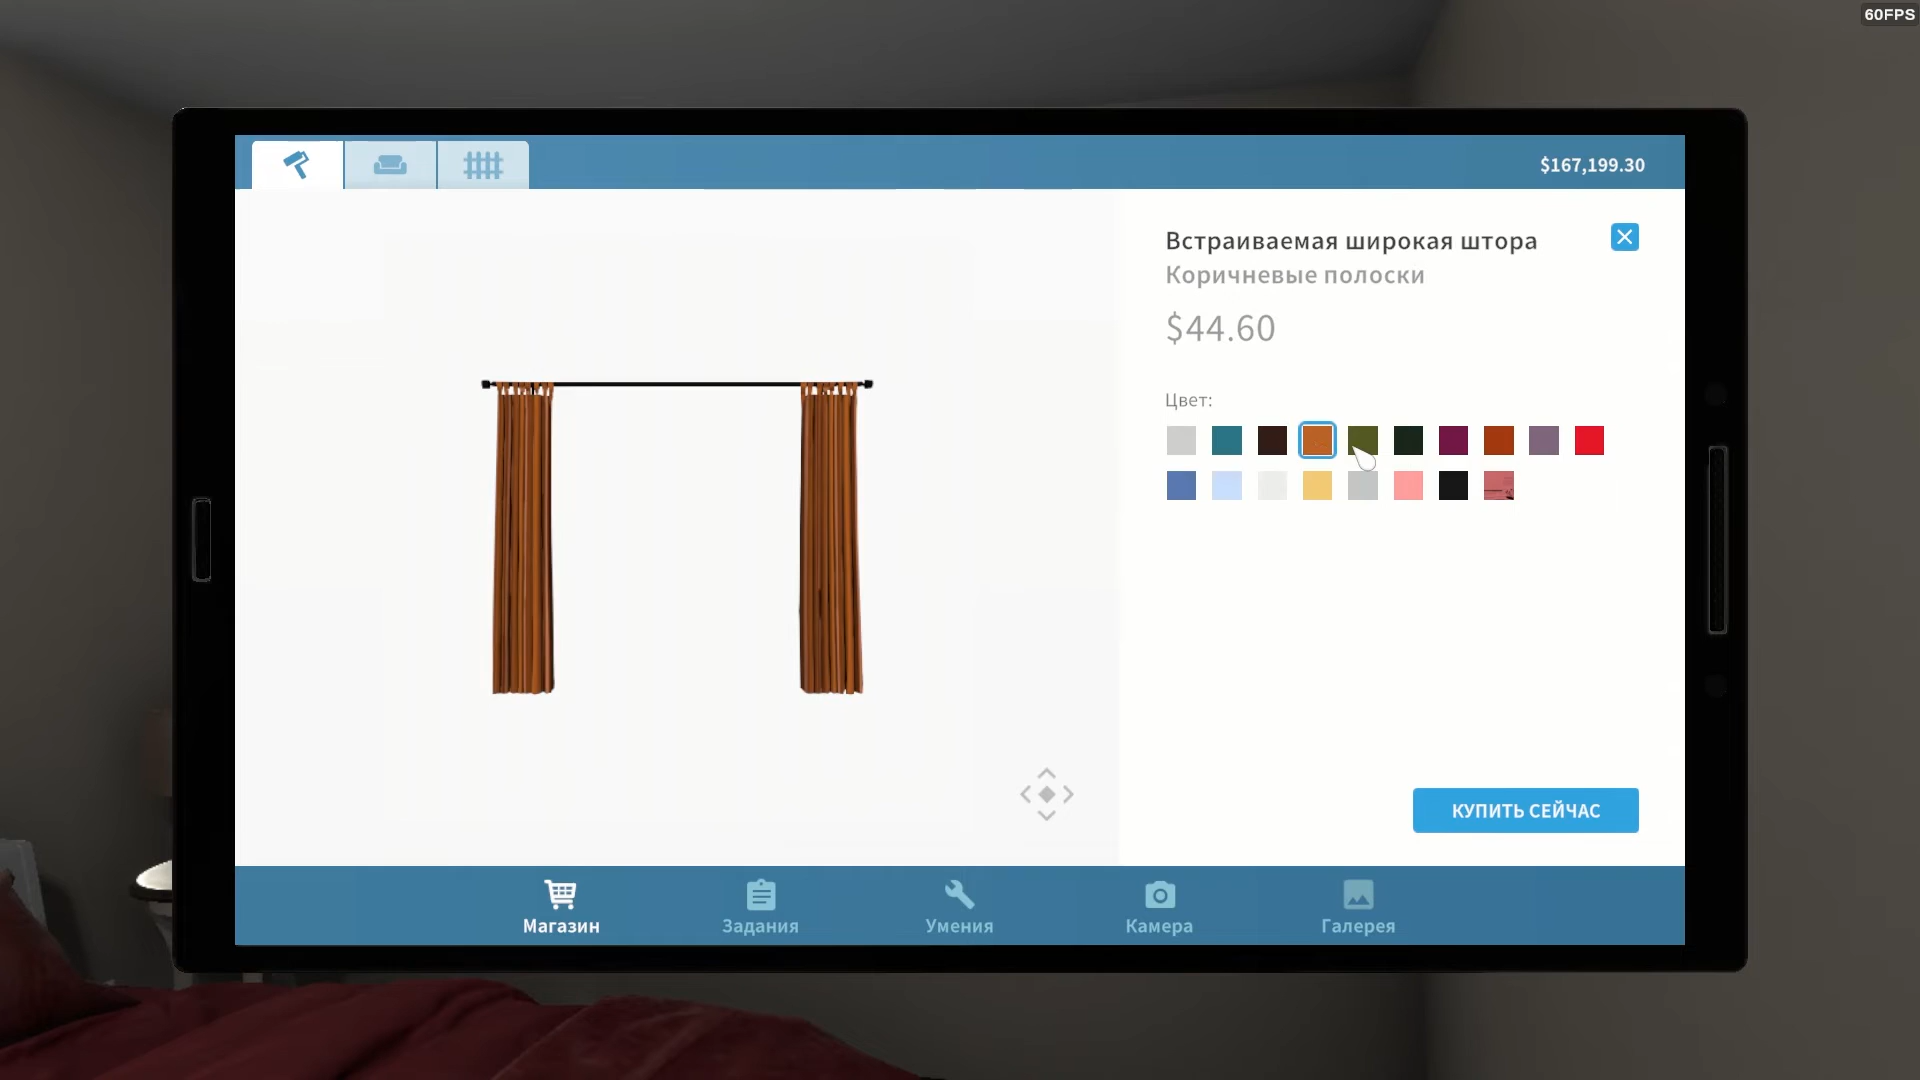 60FPS
$167,199.30
Встраиваемая широкая штора
Коричневые полоски
$44.60
Цвет:
КУПИТЬ СЕЙЧАС
Магазин
Задания
Умения
Камера
Галерея